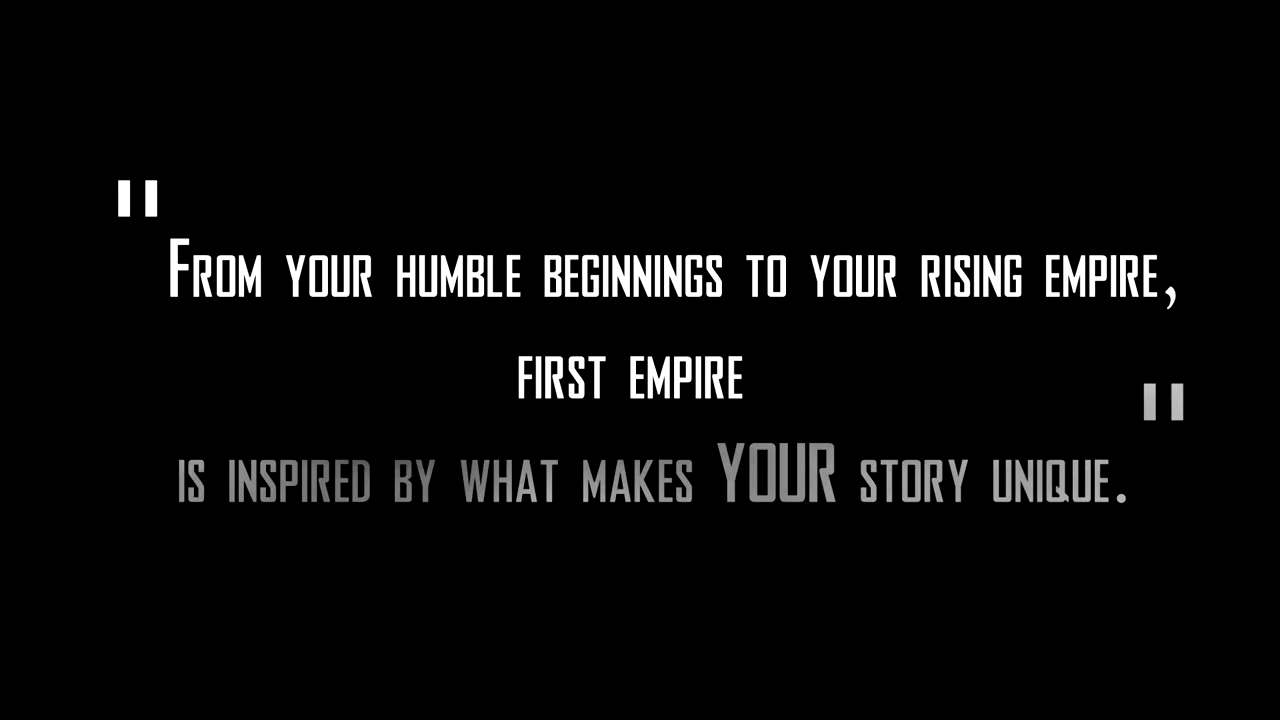 "From your humble beginnings to your rising empire,
first empire
is inspired by what makes YOUR story unique."